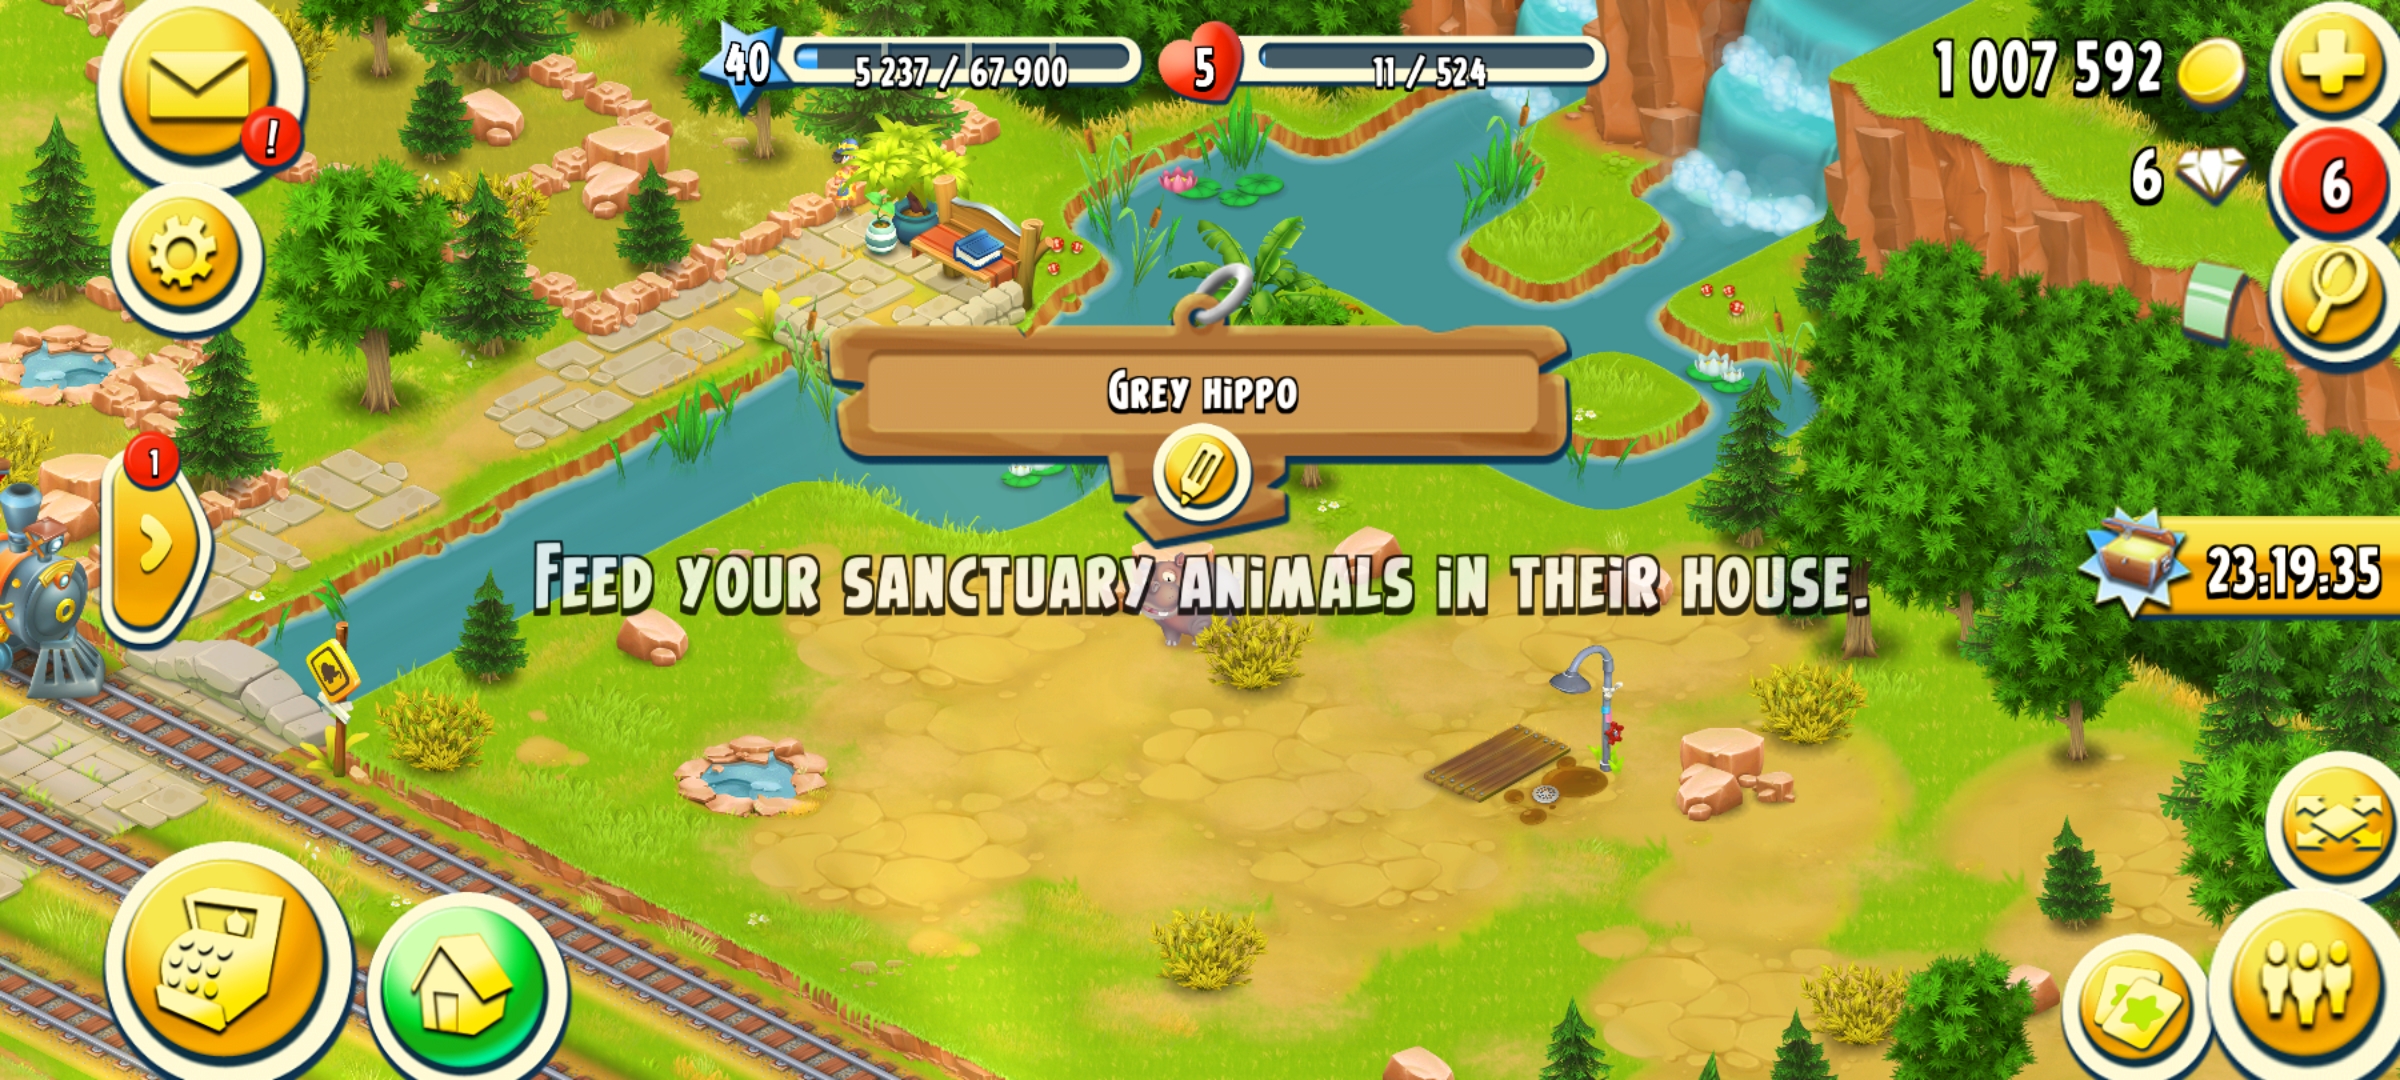 40
5 237 / 67 900
5
11 / 524
1 007 592
6
6
!
1
Grey hippo
Feed your sanctuary animals in their house.
23:19:35